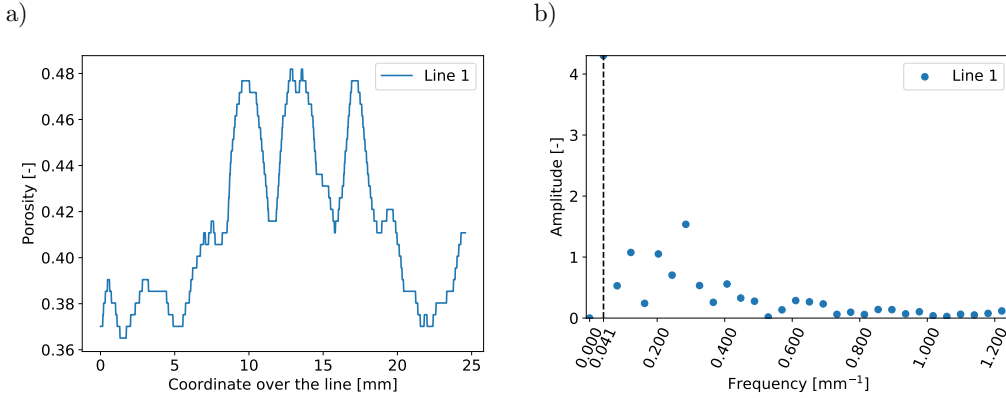 a)
b)
Line 1
0.48
0.46
0.44
0.42
0.40
0.38
0.36
Porosity [-]
0 5 10 15 20 25
Coordinate over the line [mm]
Line 1
4
3
2
1
0
Amplitude [-]
0.000 0.041 0.200 0.400 0.600 0.800 1.000 1.200
Frequency [mm⁻¹]